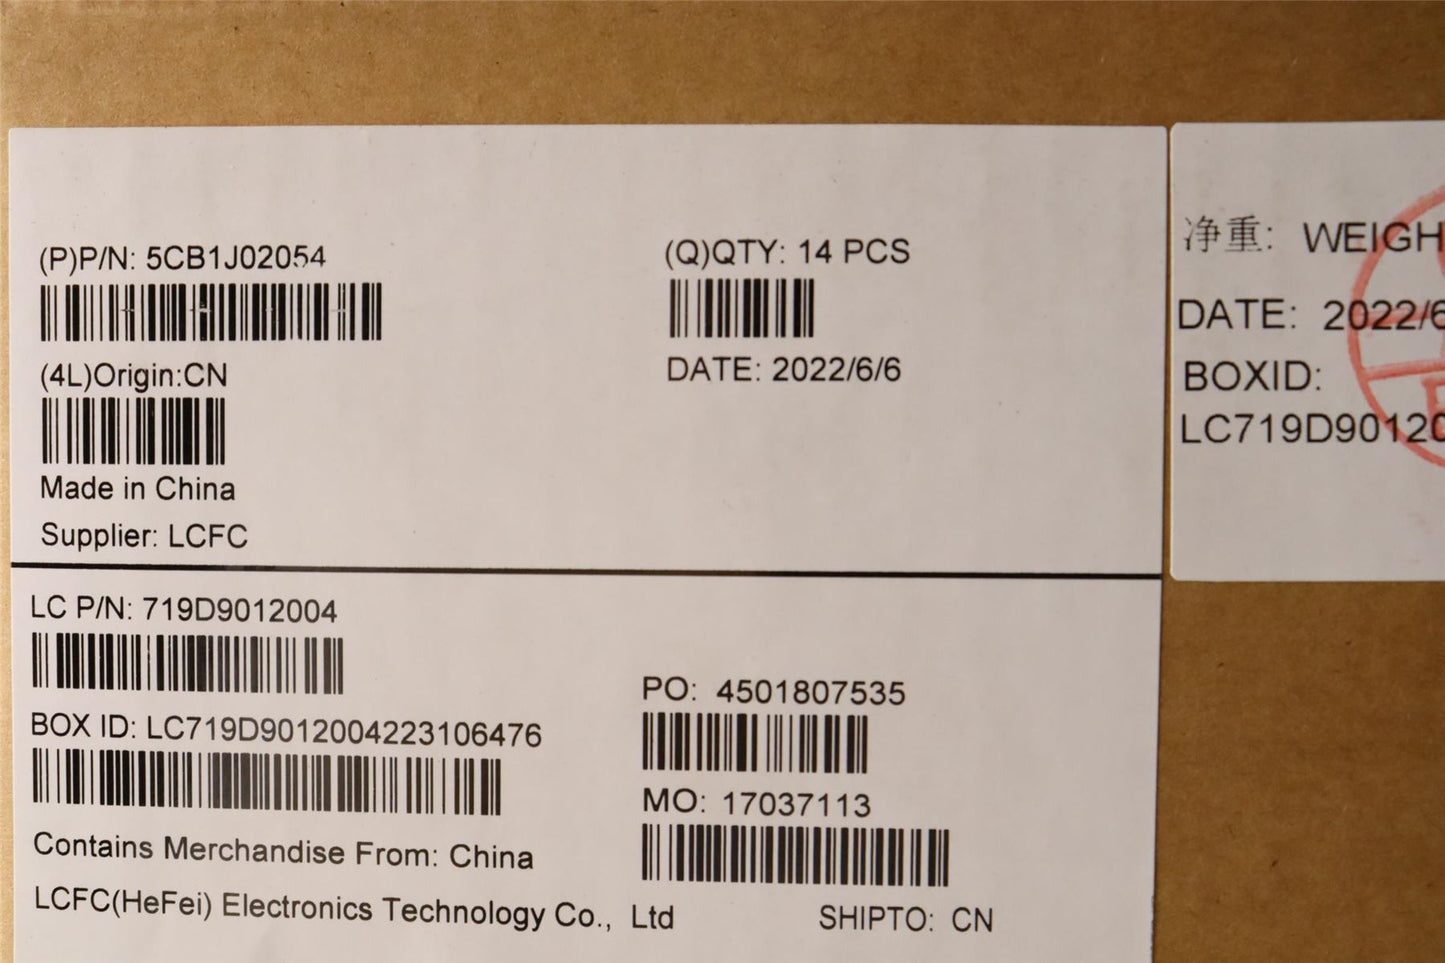 (P)P/N: 5CB1J02054
(4L)Origin:CN
Made in China
Supplier: LCFC
(Q)QTY: 14 PCS
DATE: 2022/6/6
LC P/N: 719D9012004
BOX ID: LC719D9012004223106476
Contains Merchandise From: China
LCFC(HeFei) Electronics Technology Co., Ltd
PO: 4501807535
MO: 17037113
SHIPTO: CN
净重: WEIGH
DATE: 2022/6
BOXID:
LC719D90120